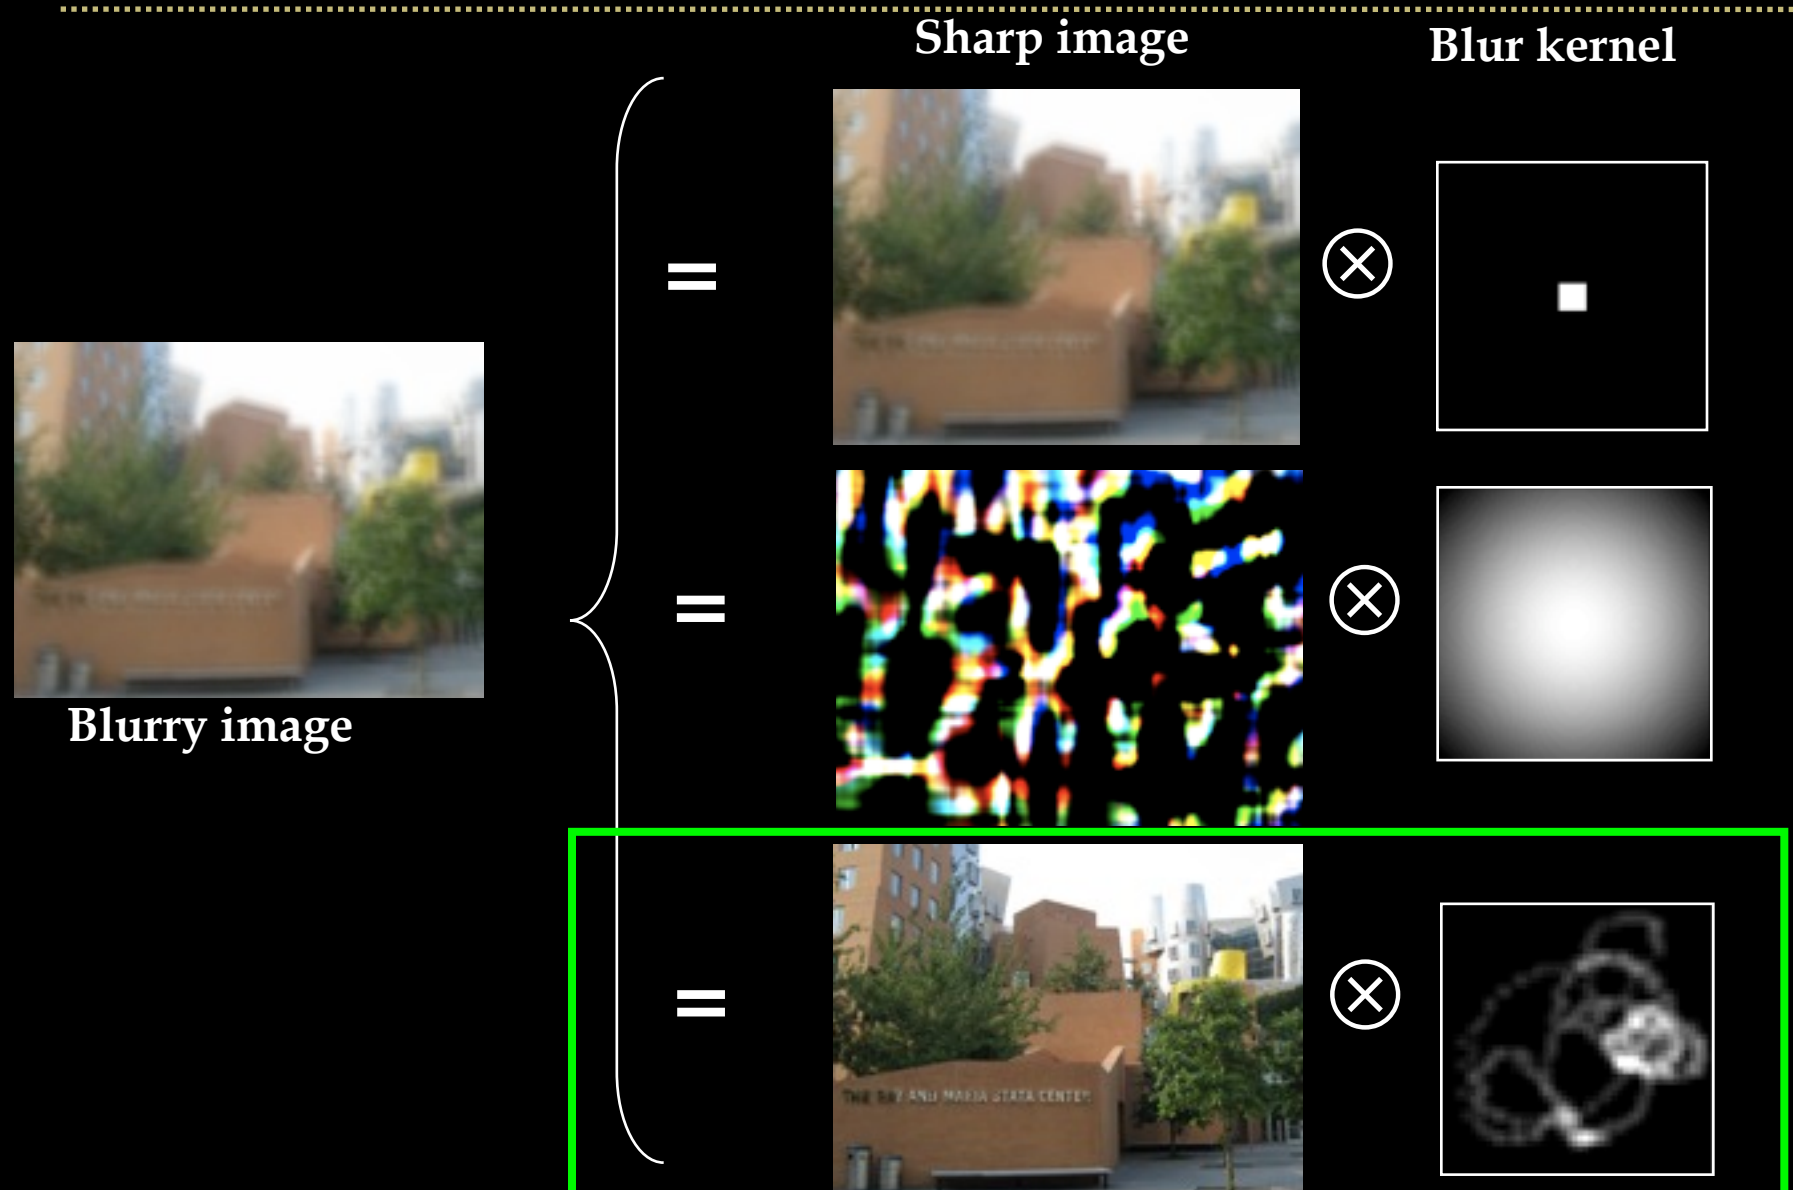 Sharp image
Blur kernel
=
⊗
=
⊗
Blurry image
=
⊗
THE RAY AND MARIA STATA CENTER